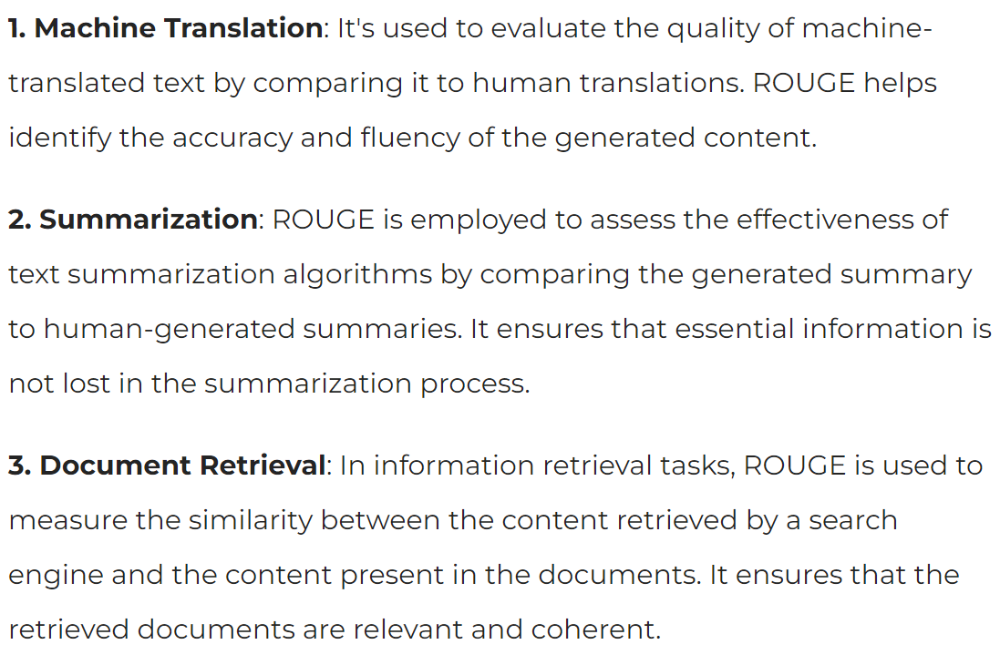 1. Machine Translation: It's used to evaluate the quality of machine-
translated text by comparing it to human translations. ROUGE helps
identify the accuracy and fluency of the generated content.
2. Summarization: ROUGE is employed to assess the effectiveness of
text summarization algorithms by comparing the generated summary
to human-generated summaries. It ensures that essential information is
not lost in the summarization process.
3. Document Retrieval: In information retrieval tasks, ROUGE is used to
measure the similarity between the content retrieved by a search
engine and the content present in the documents. It ensures that the
retrieved documents are relevant and coherent.